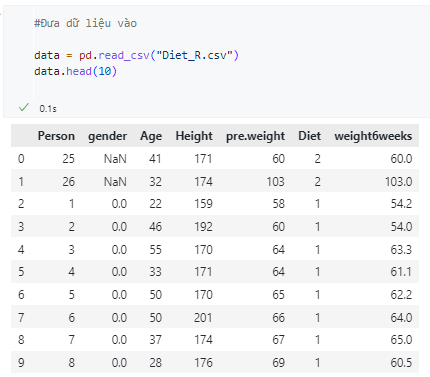 #Đưa dữ liệu vào
data = pd.read_csv("Diet_R.csv")
data.head(10)
0.1s
Person gender Age Height pre.weight Diet weight6weeks
0 25 NaN 41 171 60 2 60.0
1 26 NaN 32 174 103 2 103.0
2 1 0.0 22 159 58 1 54.2
3 2 0.0 46 192 60 1 54.0
4 3 0.0 55 170 64 1 63.3
5 4 0.0 33 171 64 1 61.1
6 5 0.0 50 170 65 1 62.2
7 6 0.0 50 201 66 1 64.0
8 7 0.0 37 174 67 1 65.0
9 8 0.0 28 176 69 1 60.5